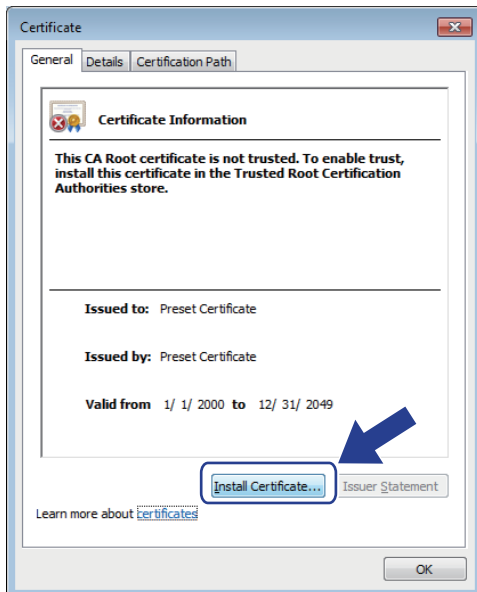 Certificate
General Details Certification Path
Certificate Information
This CA Root certificate is not trusted. To enable trust,
install this certificate in the Trusted Root Certification
Authorities store.
Issued to: Preset Certificate
Issued by: Preset Certificate
Valid from 1/ 1/ 2000 to 12/ 31/ 2049
Install Certificate... Issuer Statement
Learn more about certificates
OK